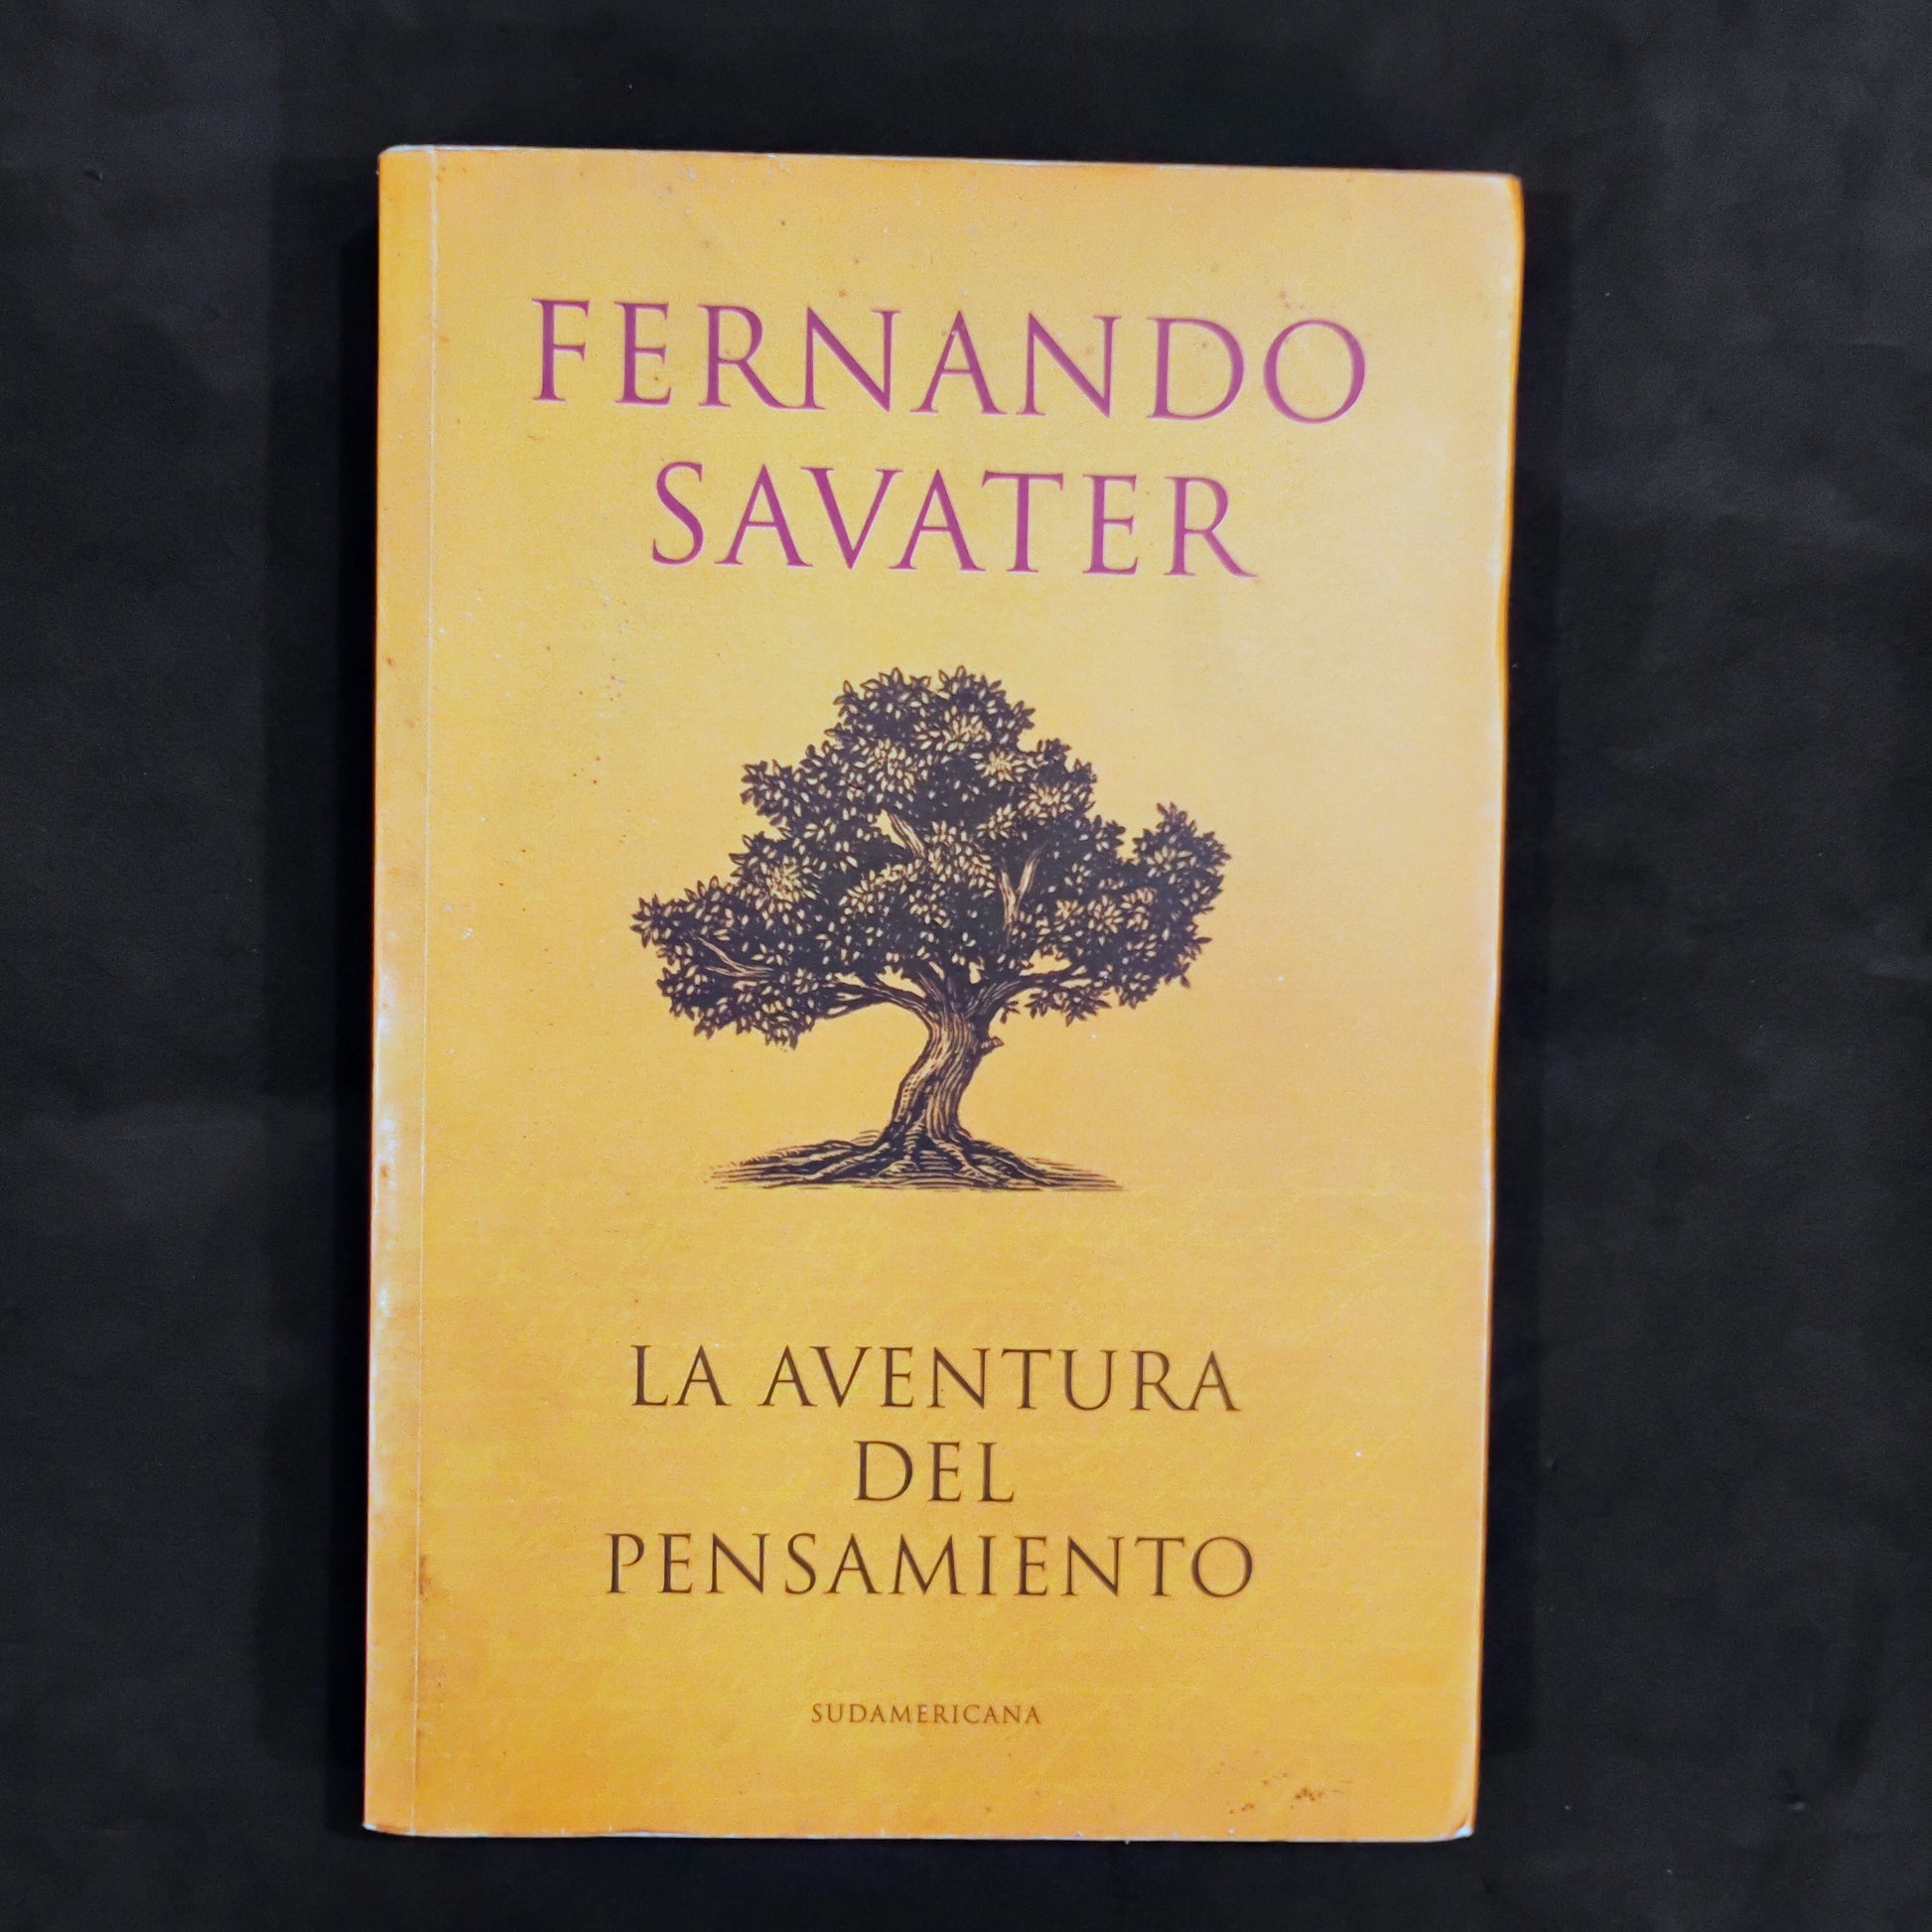 FERNANDO
SAVATER
LA AVENTURA
DEL
PENSAMIENTO
SUDAMERICANA